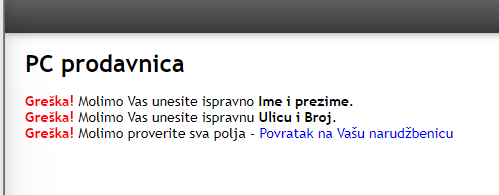 PC prodavnica
Greška! Molimo Vas unesite ispravno Ime i prezime.
Greška! Molimo Vas unesite ispravnu Ulicu i Broj.
Greška! Molimo proverite sva polja - Povratak na Vašu narudžbenicu